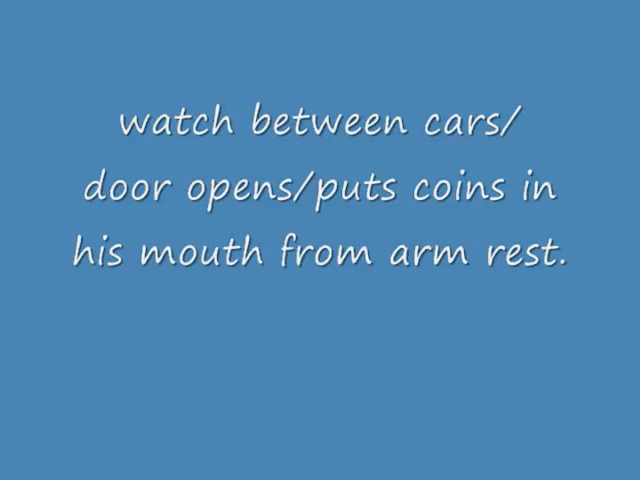 watch between cars/
door opens/puts coins in
his mouth from arm rest.